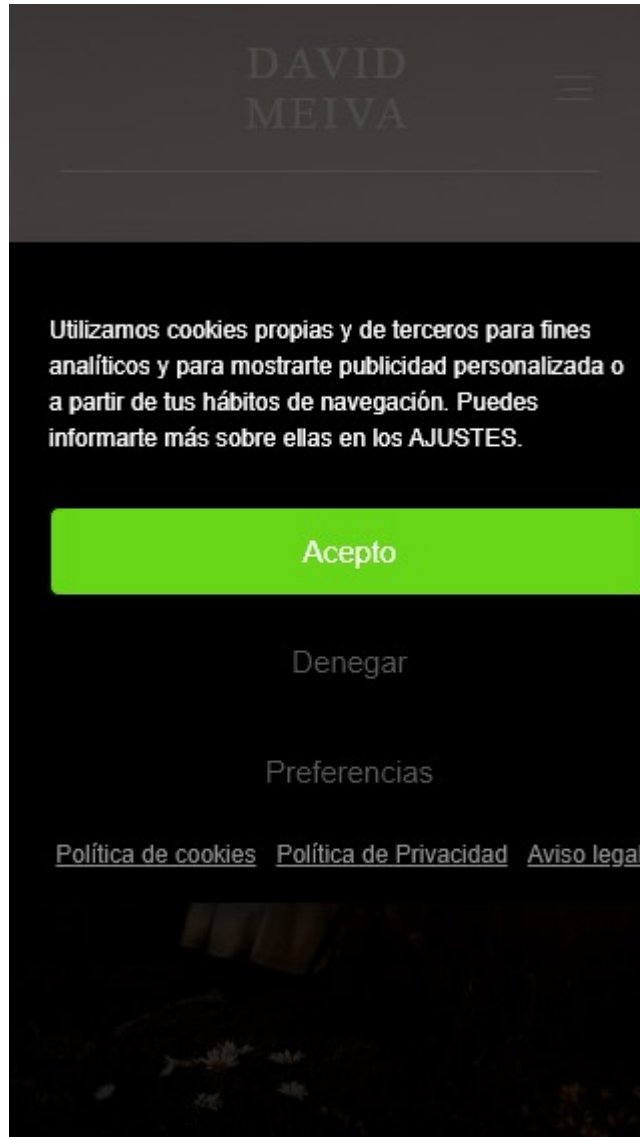 DAVID
MEIVA
Utilizamos cookies propias y de terceros para fines
analíticos y para mostrarte publicidad personalizada o
a partir de tus hábitos de navegación. Puedes
informarte más sobre ellas en los AJUSTES.
Acepto
Denegar
Preferencias
Política de cookies Política de Privacidad Aviso legal